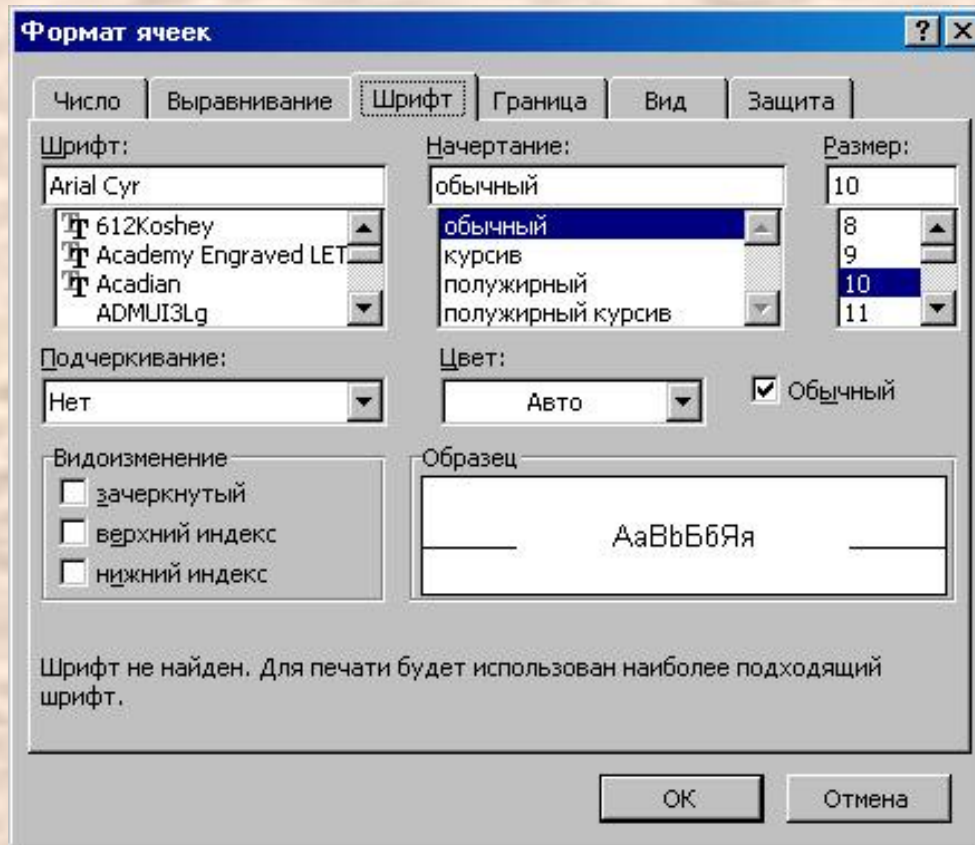 Формат ячеек
Число Выравнивание Шрифт Граница Вид Защита
Шрифт: Начертание: Размер:
Arial Cyr обычный 10
612Koshey обычный 8
Academy Engraved LET курсив 9
Acadian полужирный 10
ADMUI3Lg полужирный курсив 11
Подчеркивание: Цвет:
Нет Авто Обычный
Видоизменение Образец
зачеркнутый
верхний индекс АаВbБбЯя
нижний индекс
Шрифт не найден. Для печати будет использован наиболее подходящий
шрифт.
ОК Отмена